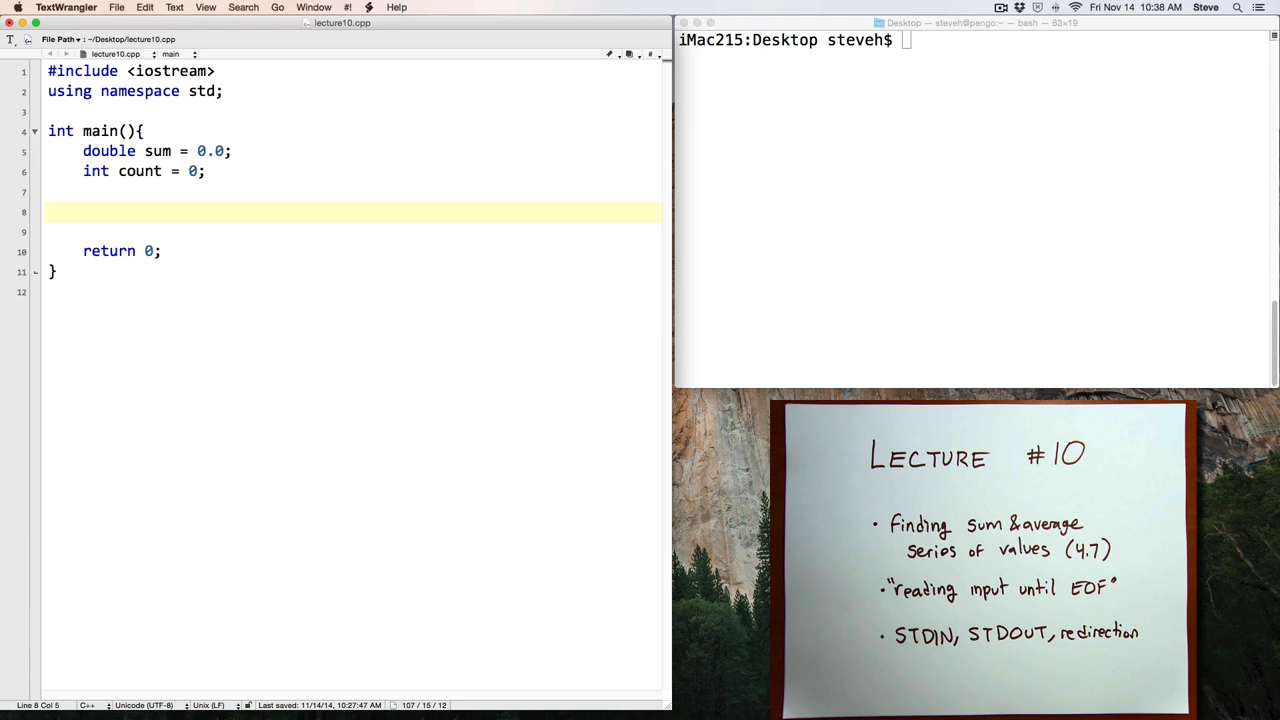 TextWrangler File Edit Text View Search Go Window #! Help Fri Nov 14 10:38 AM Steve
lecture10.cpp
File Path ▾ : ~/Desktop/lecture10.cpp
lecture10.cpp main
1 #include <iostream>
2 using namespace std;
3
4 int main(){
5 double sum = 0.0;
6 int count = 0;
7
8
9
10 return 0;
11 }
12
Line 8 Col 5 C++ Unicode (UTF-8) Unix (LF) Last saved: 11/14/14, 10:27:47 AM 107 / 15 / 12
Desktop — steveh@pengo:~ — bash — 63×19
iMac215:Desktop steveh$
LECTURE #10
• finding sum & average
series of values (4.7)
• "reading input until EOF"
• STDIN, STDOUT, redirection